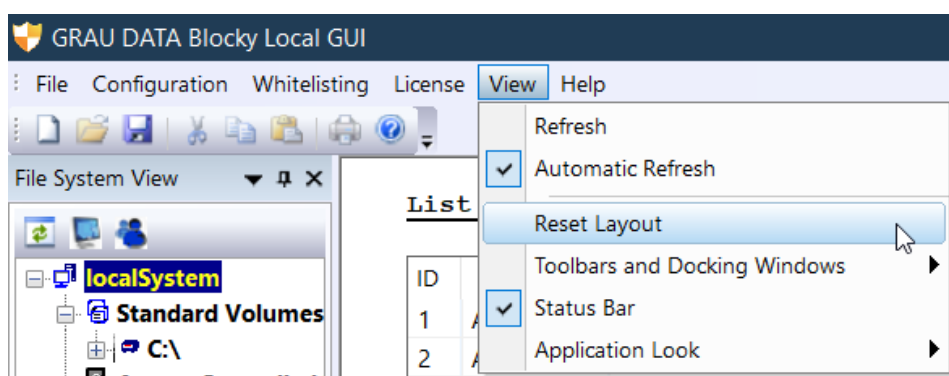 GRAU DATA Blocky Local GUI
File Configuration Whitelisting License View Help
File System View
localSystem
Standard Volumes
C:\
List
ID
1
2
Refresh
Automatic Refresh
Reset Layout
Toolbars and Docking Windows
Status Bar
Application Look